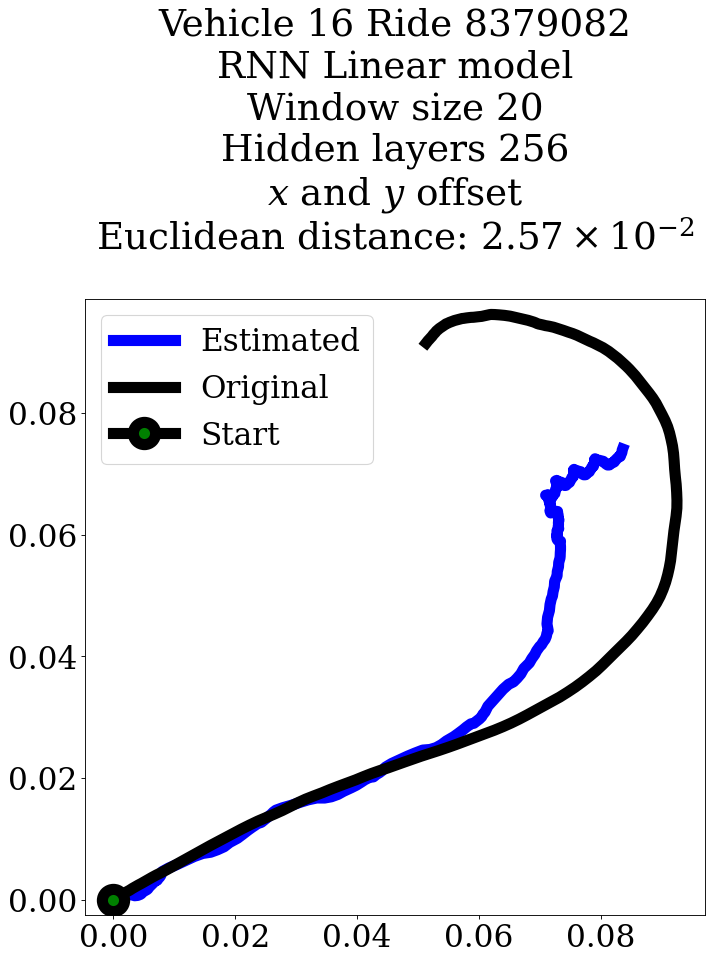 Vehicle 16 Ride 8379082
RNN Linear model
Window size 20
Hidden layers 256
x and y offset
Euclidean distance: 2.57 × 10⁻²
Estimated
Original
Start
0.08
0.06
0.04
0.02
0.00
0.00 0.02 0.04 0.06 0.08